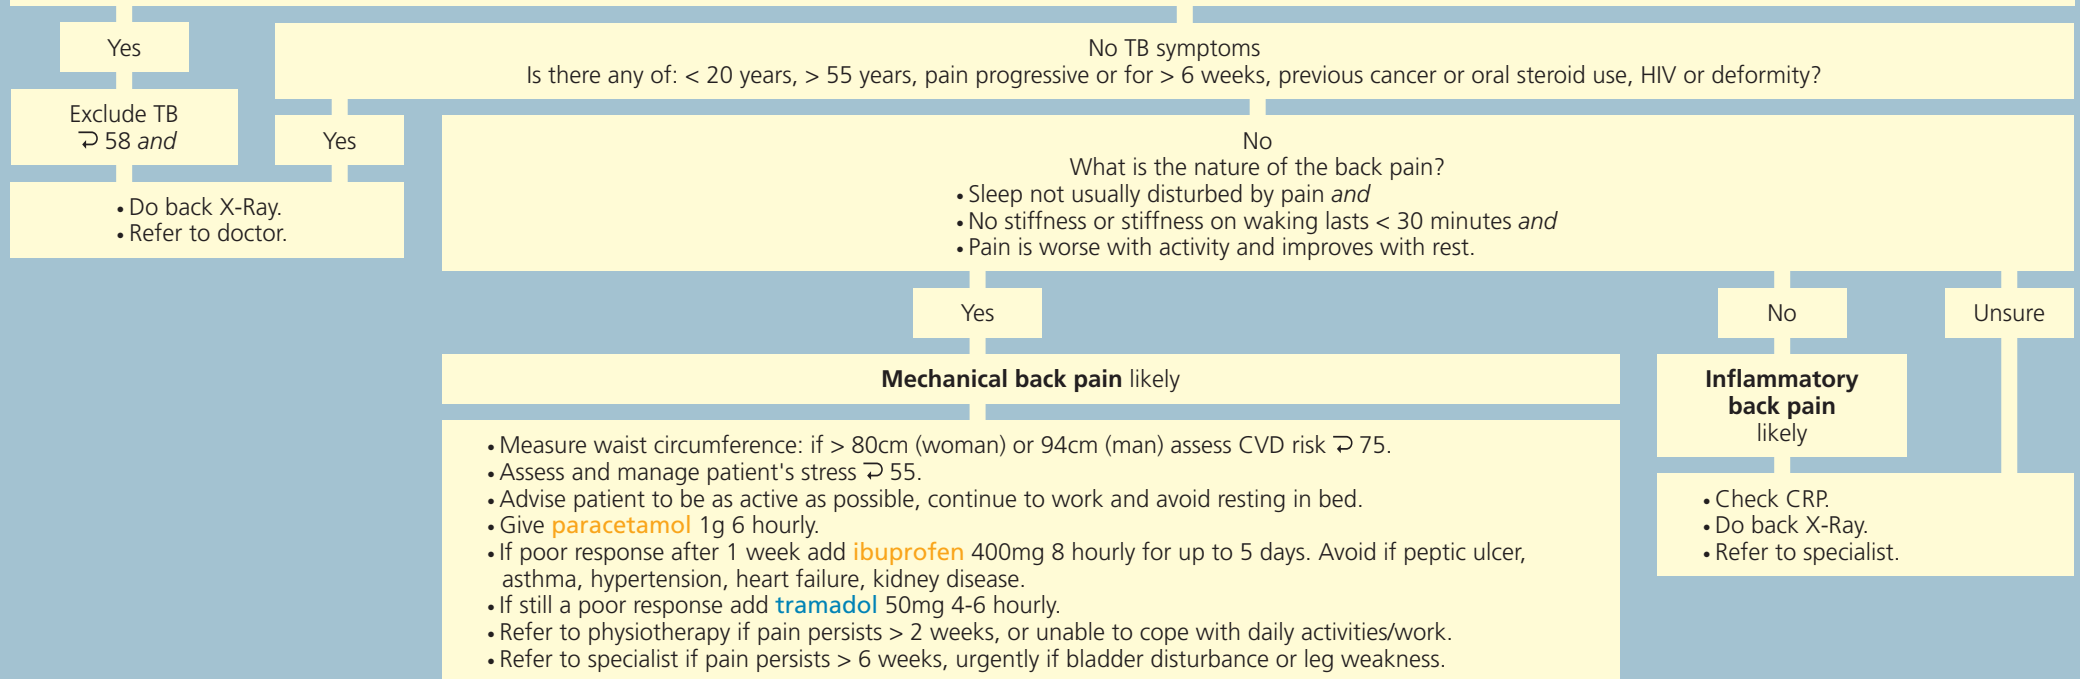 Yes
No TB symptoms
Is there any of: < 20 years, > 55 years, pain progressive or for > 6 weeks, previous cancer or oral steroid use, HIV or deformity?
Exclude TB
⮐ 58 and
Yes
No
What is the nature of the back pain?
• Sleep not usually disturbed by pain and
• No stiffness or stiffness on waking lasts < 30 minutes and
• Pain is worse with activity and improves with rest.
• Do back X-Ray.
• Refer to doctor.
Yes
No
Unsure
Mechanical back pain likely
Inflammatory
back pain
likely
• Measure waist circumference: if > 80cm (woman) or 94cm (man) assess CVD risk ⮐ 75.
• Assess and manage patient's stress ⮐ 55.
• Advise patient to be as active as possible, continue to work and avoid resting in bed.
• Give paracetamol 1g 6 hourly.
• If poor response after 1 week add ibuprofen 400mg 8 hourly for up to 5 days. Avoid if peptic ulcer,
asthma, hypertension, heart failure, kidney disease.
• If still a poor response add tramadol 50mg 4-6 hourly.
• Refer to physiotherapy if pain persists > 2 weeks, or unable to cope with daily activities/work.
• Refer to specialist if pain persists > 6 weeks, urgently if bladder disturbance or leg weakness.
• Check CRP.
• Do back X-Ray.
• Refer to specialist.